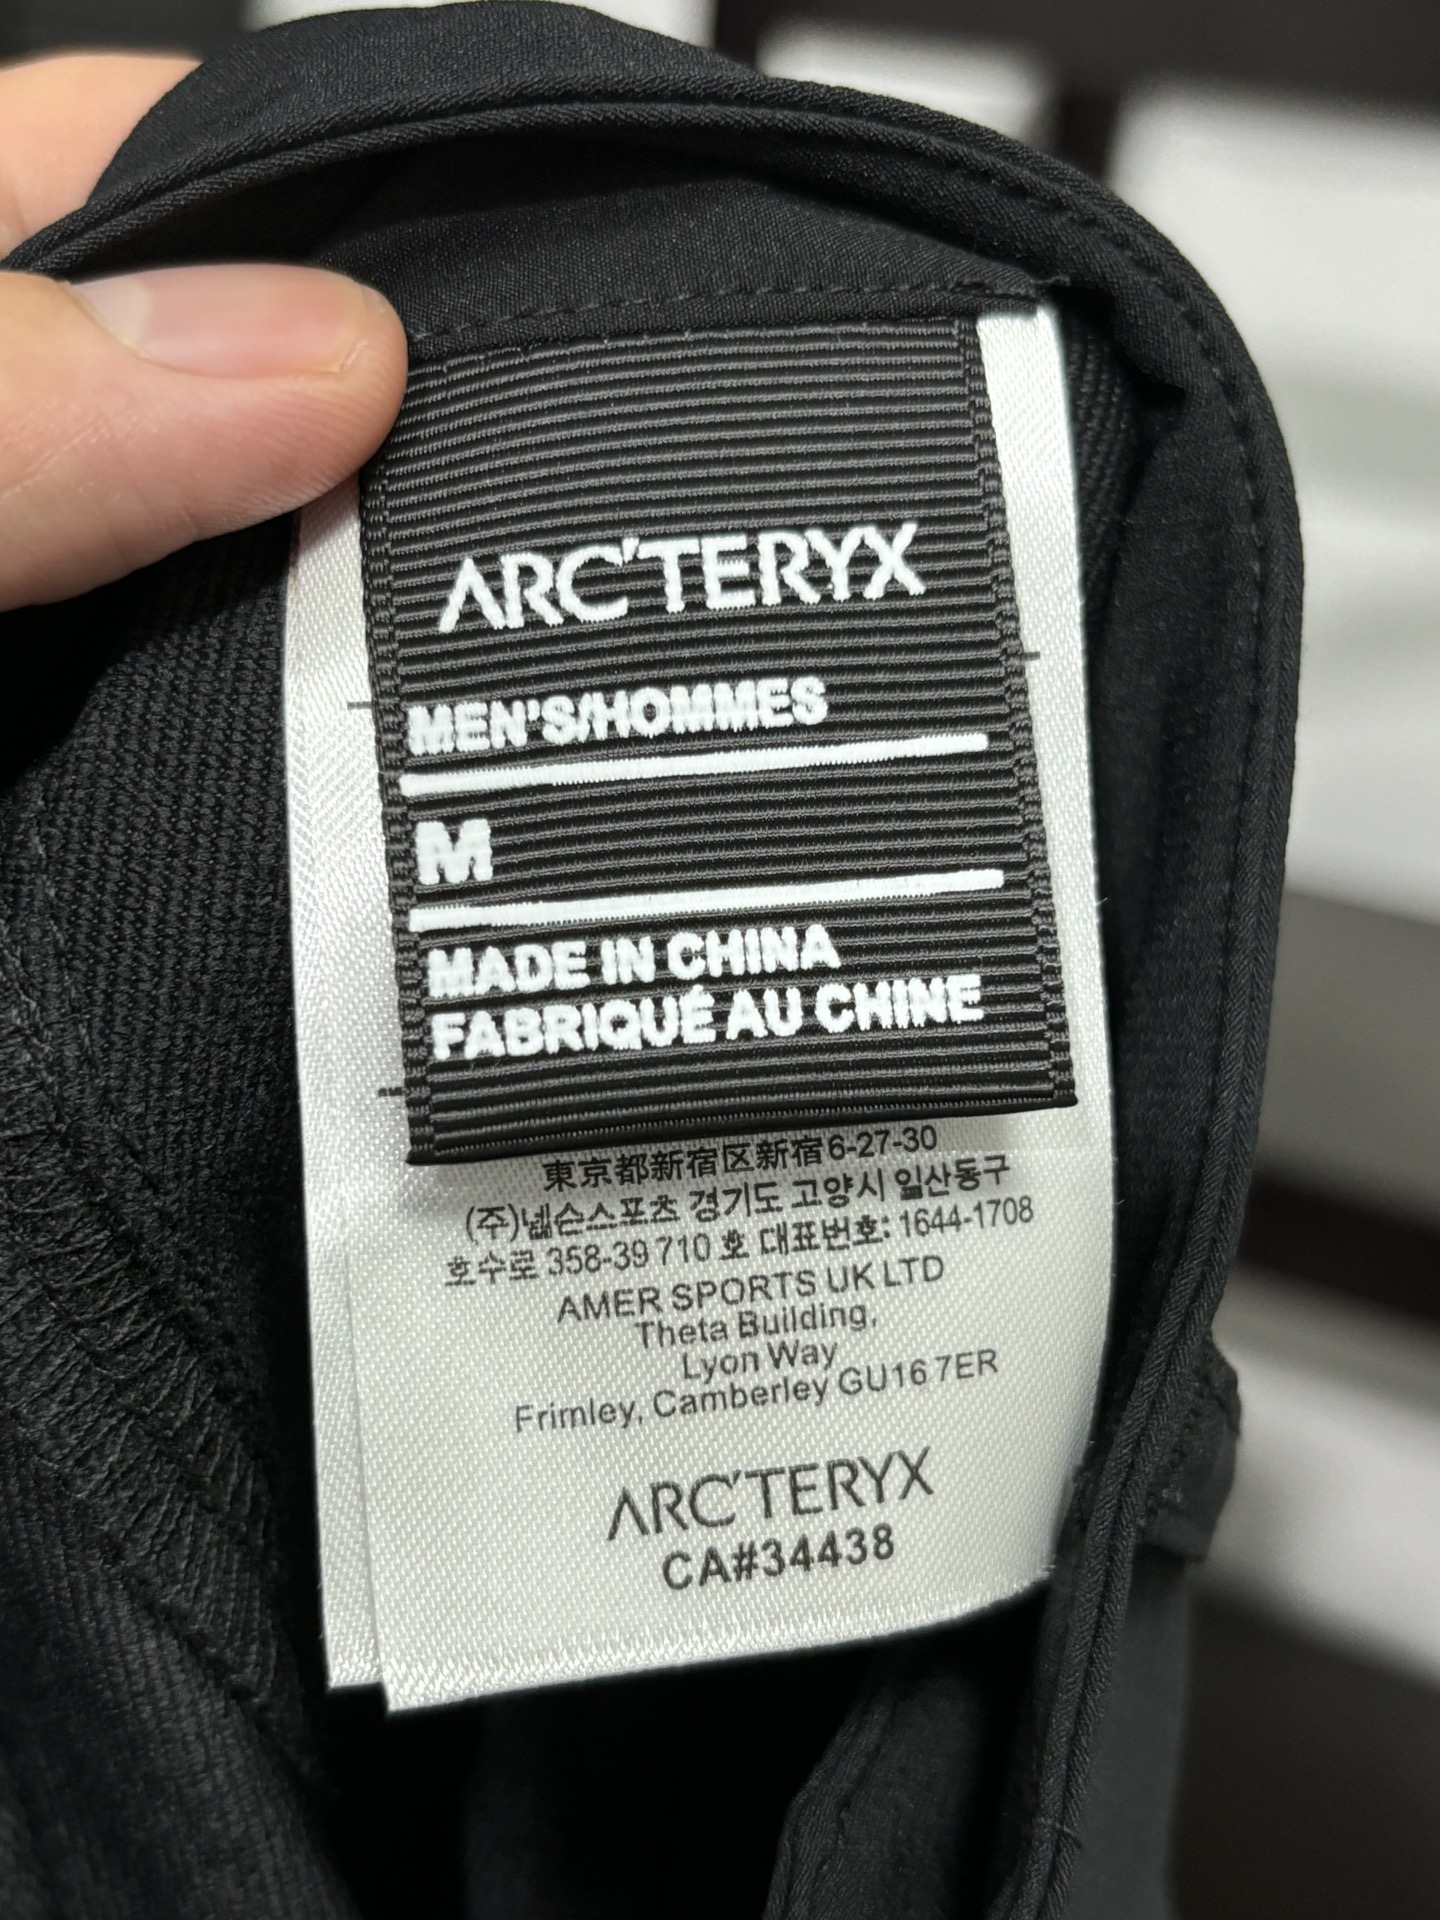 ARC'TERYX
MEN'S/HOMMES
M
MADE IN CHINA
FABRIQUÉ AU CHINE
東京都新宿区新宿6-27-30
(주)넬슨스포츠 경기도 고양시 일산동구
호수로 358-39 710 호 대표번호: 1644-1708
AMER SPORTS UK LTD
Theta Building,
Lyon Way
Frimley, Camberley GU16 7ER
ARC'TERYX
CA#34438